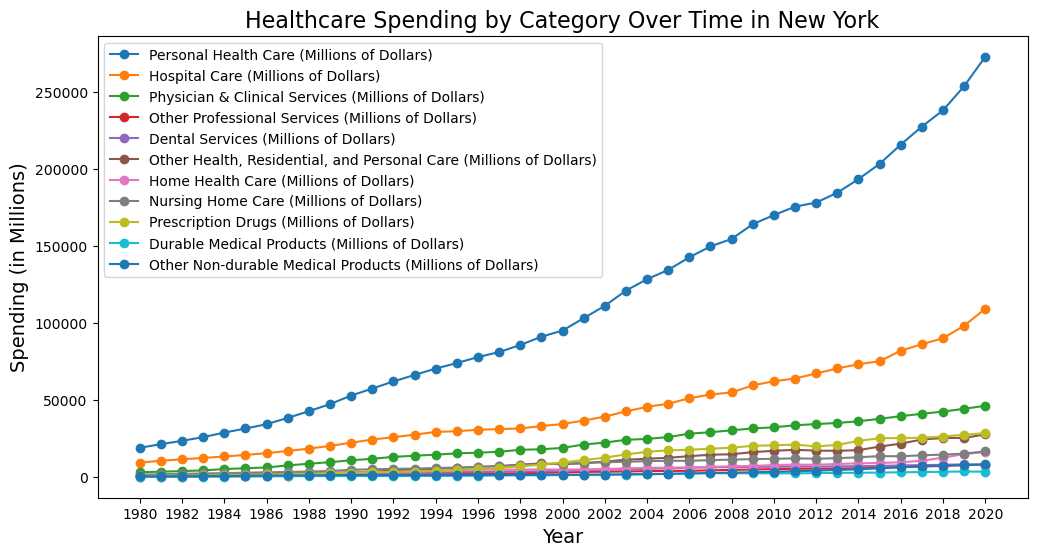 Healthcare Spending by Category Over Time in New York
Personal Health Care (Millions of Dollars)
Hospital Care (Millions of Dollars)
Physician & Clinical Services (Millions of Dollars)
Other Professional Services (Millions of Dollars)
Dental Services (Millions of Dollars)
Other Health, Residential, and Personal Care (Millions of Dollars)
Home Health Care (Millions of Dollars)
Nursing Home Care (Millions of Dollars)
Prescription Drugs (Millions of Dollars)
Durable Medical Products (Millions of Dollars)
Other Non-durable Medical Products (Millions of Dollars)
Spending (in Millions)
250000
200000
150000
100000
50000
0
1980 1982 1984 1986 1988 1990 1992 1994 1996 1998 2000 2002 2004 2006 2008 2010 2012 2014 2016 2018 2020
Year